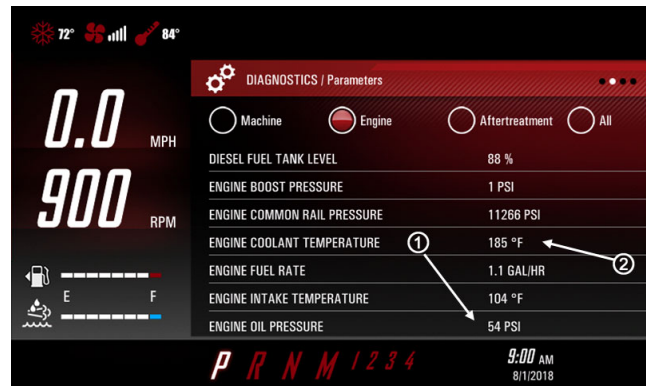 72° 84°
DIAGNOSTICS / Parameters
0.0 MPH
Machine Engine Aftertreatment All
DIESEL FUEL TANK LEVEL 88 %
ENGINE BOOST PRESSURE 1 PSI
900 RPM
ENGINE COMMON RAIL PRESSURE 11266 PSI
ENGINE COOLANT TEMPERATURE 1 185 °F
2
ENGINE FUEL RATE 1.1 GAL/HR
E F
ENGINE INTAKE TEMPERATURE 104 °F
ENGINE OIL PRESSURE 54 PSI
P R N M 1 2 3 4
9:00 AM
8/1/2018